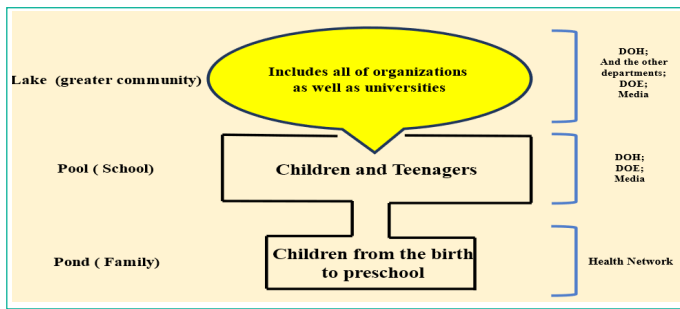 Lake (greater community)
Includes all of organizations
as well as universities
DOH;
And the other
departments;
DOE;
Media
Pool ( School)
Children and Teenagers
DOH;
DOE;
Media
Pond ( Family)
Children from the birth
to preschool
Health Network